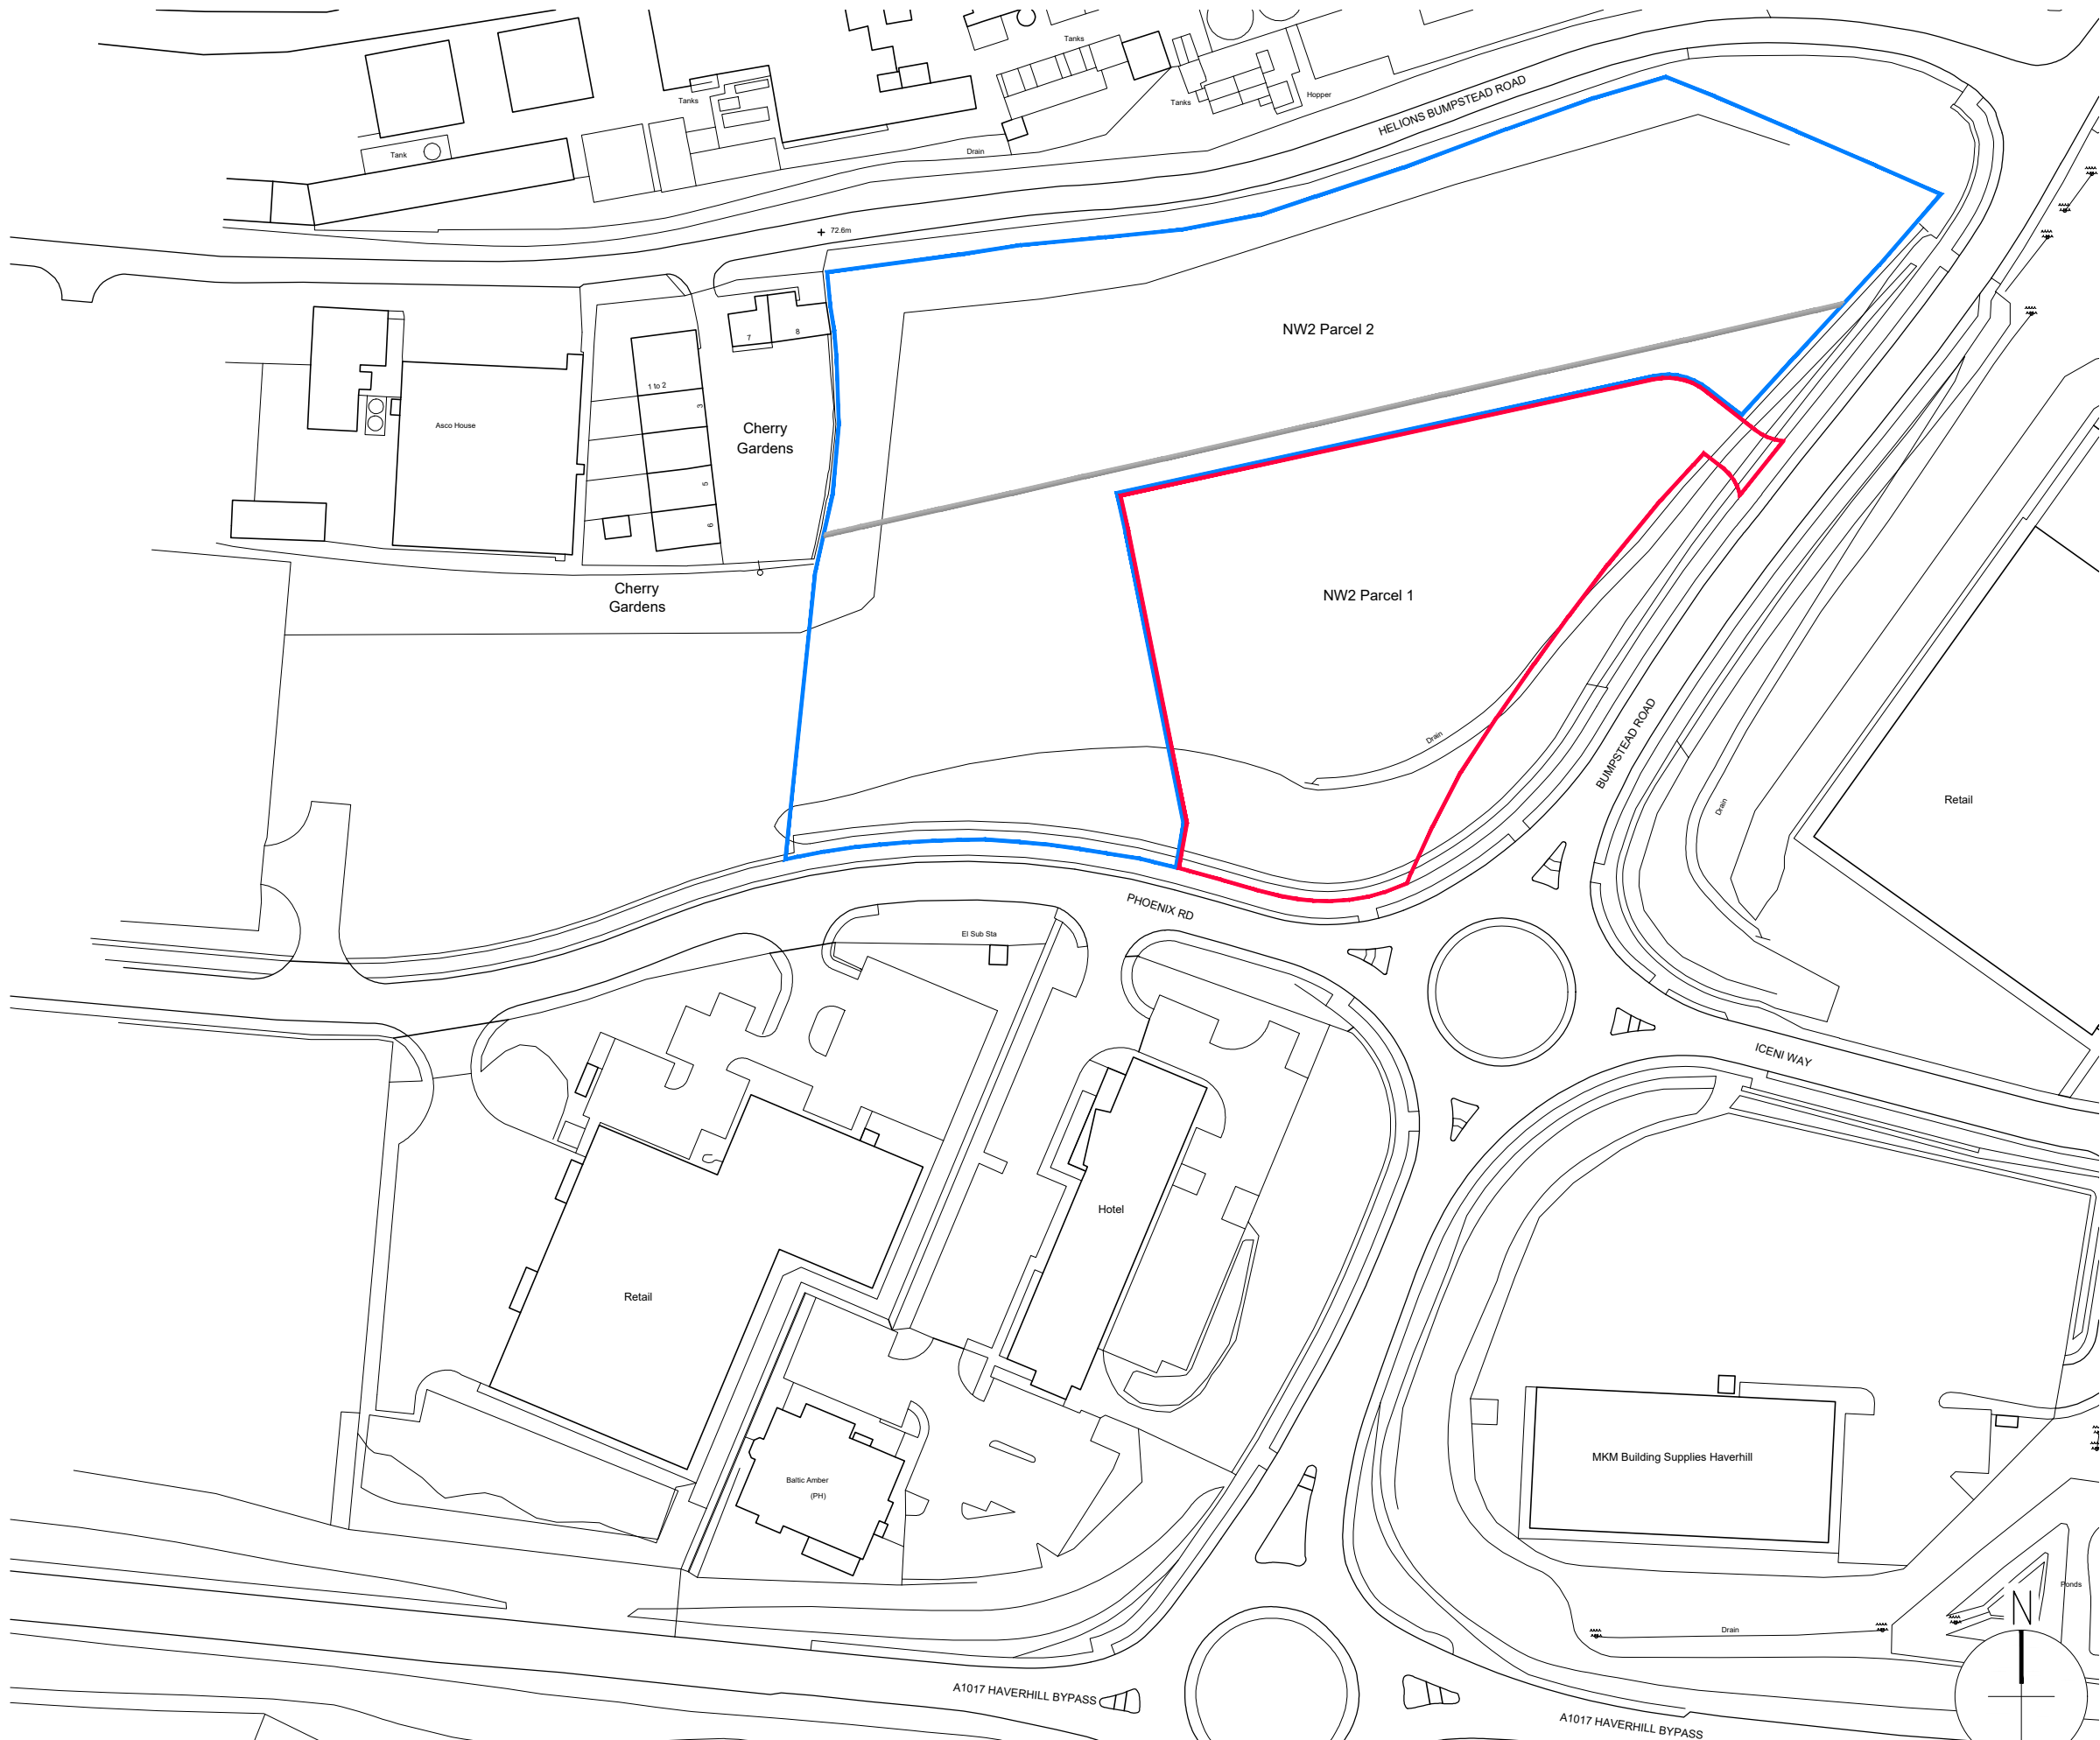 Tanks
HELIONS BUMPSTEAD ROAD
Tanks
Tanks
Hopper
Drain
Tank
72.6m
7
8
NW2 Parcel 2
1 to 2
3
Asco House
Cherry
Gardens
5
6
Cherry
Gardens
NW2 Parcel 1
Drain
BUMPSTEAD ROAD
Retail
Drain
PHOENIX RD
El Sub Sta
ICENI WAY
Hotel
Retail
MKM Building Supplies Haverhill
Baltic Amber
(PH)
Ponds
N
Drain
A1017 HAVERHILL BYPASS
A1017 HAVERHILL BYPASS